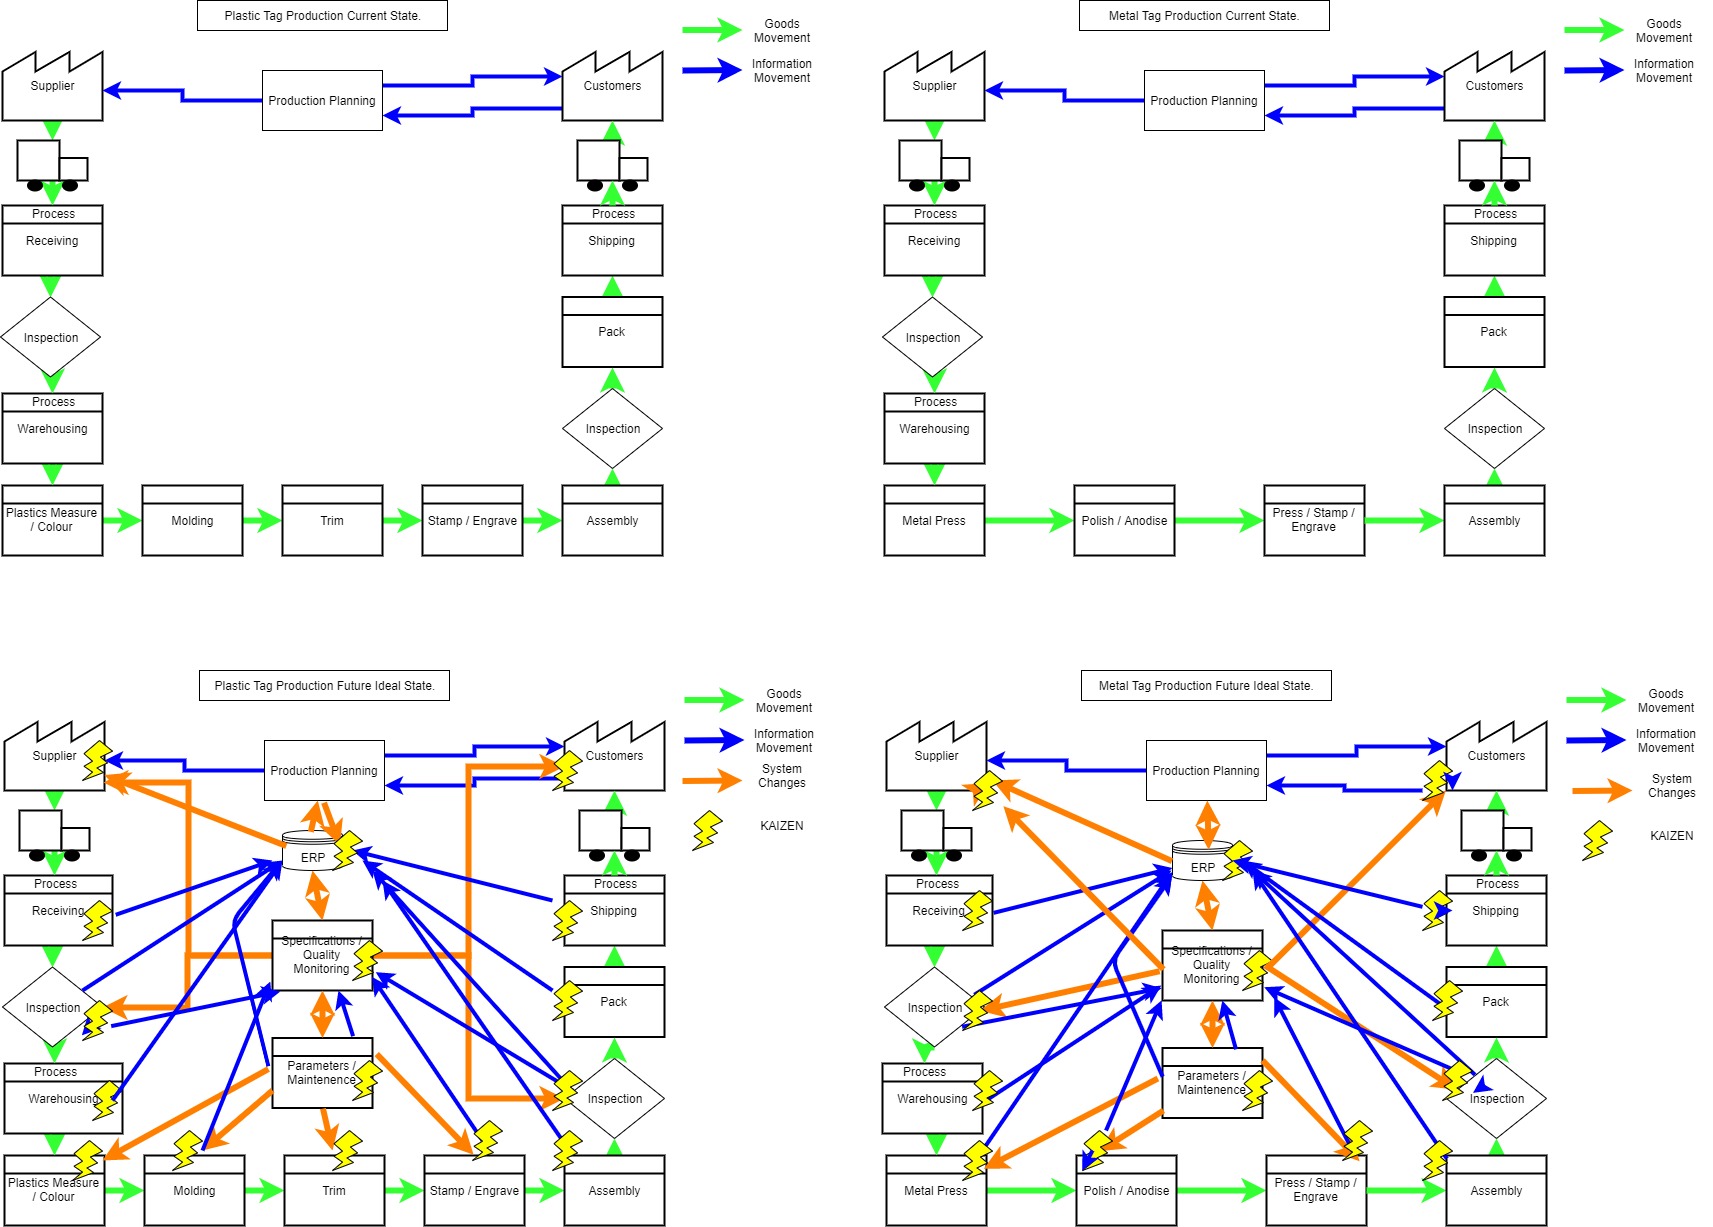 Plastic Tag Production Current State.
Goods
Movement
Information
Movement
Supplier
Production Planning
Customers
Process
Receiving
Process
Shipping
Inspection
Pack
Process
Warehousing
Inspection
Plastics Measure
/ Colour
Molding
Trim
Stamp / Engrave
Assembly
Metal Tag Production Current State.
Goods
Movement
Information
Movement
Supplier
Production Planning
Customers
Process
Receiving
Process
Shipping
Inspection
Pack
Process
Warehousing
Inspection
Metal Press
Polish / Anodise
Press / Stamp /
Engrave
Assembly
Plastic Tag Production Future Ideal State.
Goods
Movement
Information
Movement
System
Changes
KAIZEN
Supplier
Production Planning
Customers
ERP
Process
Receiving
Process
Shipping
Specifications /
Quality
Monitoring
Inspection
Pack
Parameters /
Maintenence
Process
Warehousing
Inspection
Plastics Measure
/ Colour
Molding
Trim
Stamp / Engrave
Assembly
Metal Tag Production Future Ideal State.
Goods
Movement
Information
Movement
System
Changes
KAIZEN
Supplier
Production Planning
Customers
ERP
Process
Receiving
Process
Shipping
Specifications /
Quality
Monitoring
Inspection
Pack
Parameters /
Maintenence
Process
Warehousing
Inspection
Metal Press
Polish / Anodise
Press / Stamp /
Engrave
Assembly